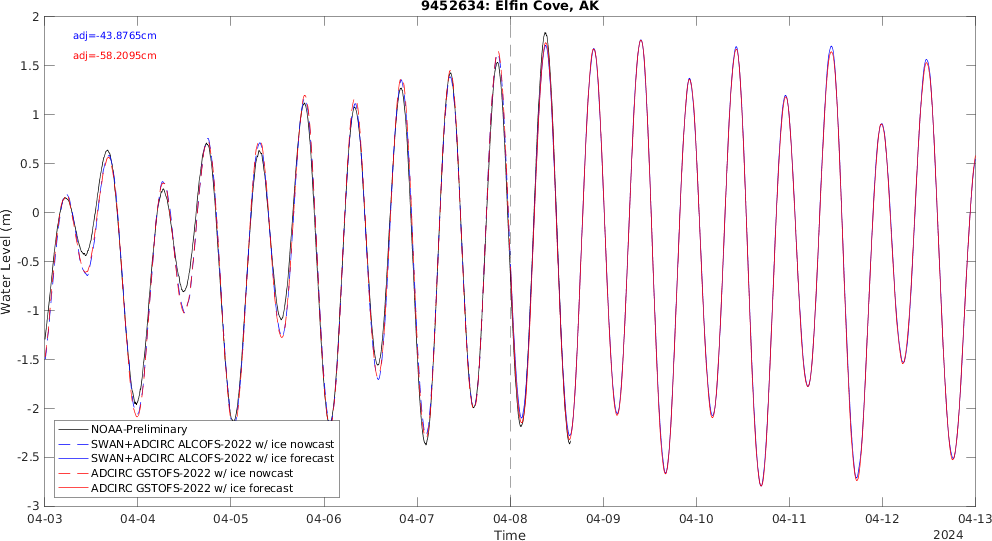 9452634: Elfin Cove, AK
adj=-43.8765cm
adj=-58.2095cm
2
1.5
1
0.5
0
-0.5
-1
-1.5
-2
-2.5
-3
Water Level (m)
NOAA-Preliminary
SWAN+ADCIRC ALCOFS-2022 w/ ice nowcast
SWAN+ADCIRC ALCOFS-2022 w/ ice forecast
ADCIRC GSTOFS-2022 w/ ice nowcast
ADCIRC GSTOFS-2022 w/ ice forecast
04-03 04-04 04-05 04-06 04-07 04-08 04-09 04-10 04-11 04-12 04-13
Time
2024